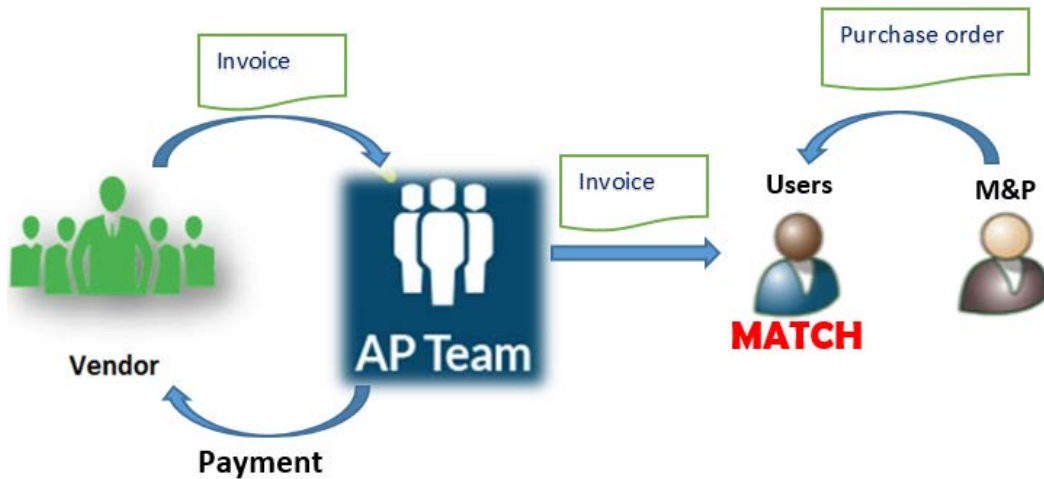 Invoice
Purchase order
Invoice
Users
M&P
AP Team
MATCH
Vendor
Payment